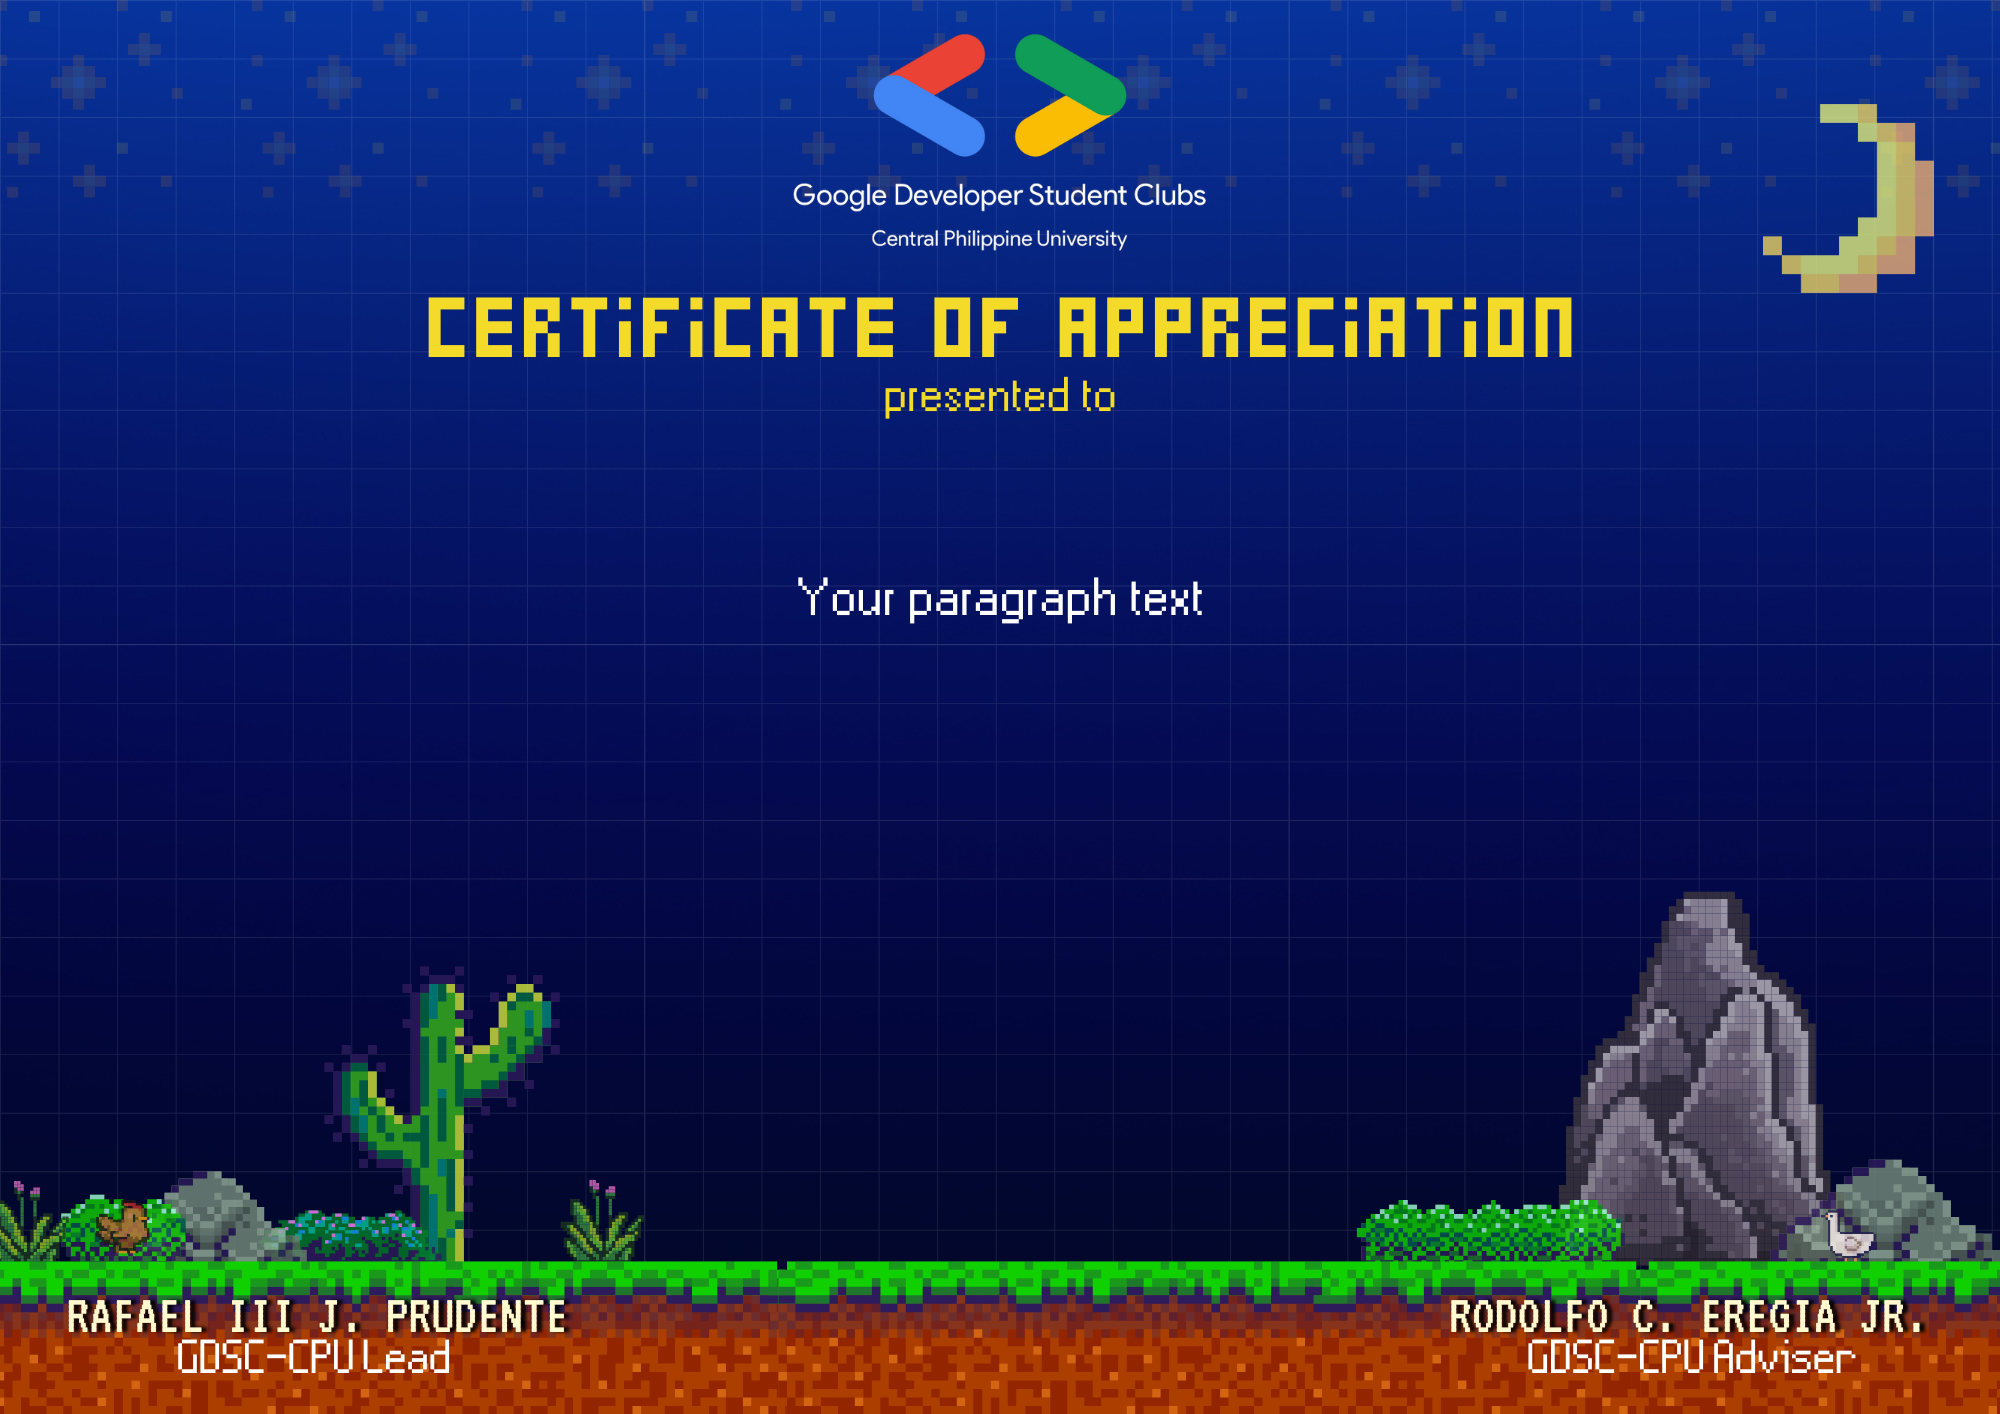 Google Developer Student Clubs
Central Philippine University
CERTiFiCATE OF APPRECiATiON
presented to
Your paragraph text
RAFAEL III J. PRUDENTE
GDSC-CPU Lead
RODOLFO C. EREGIA JR.
GDSC-CPU Adviser